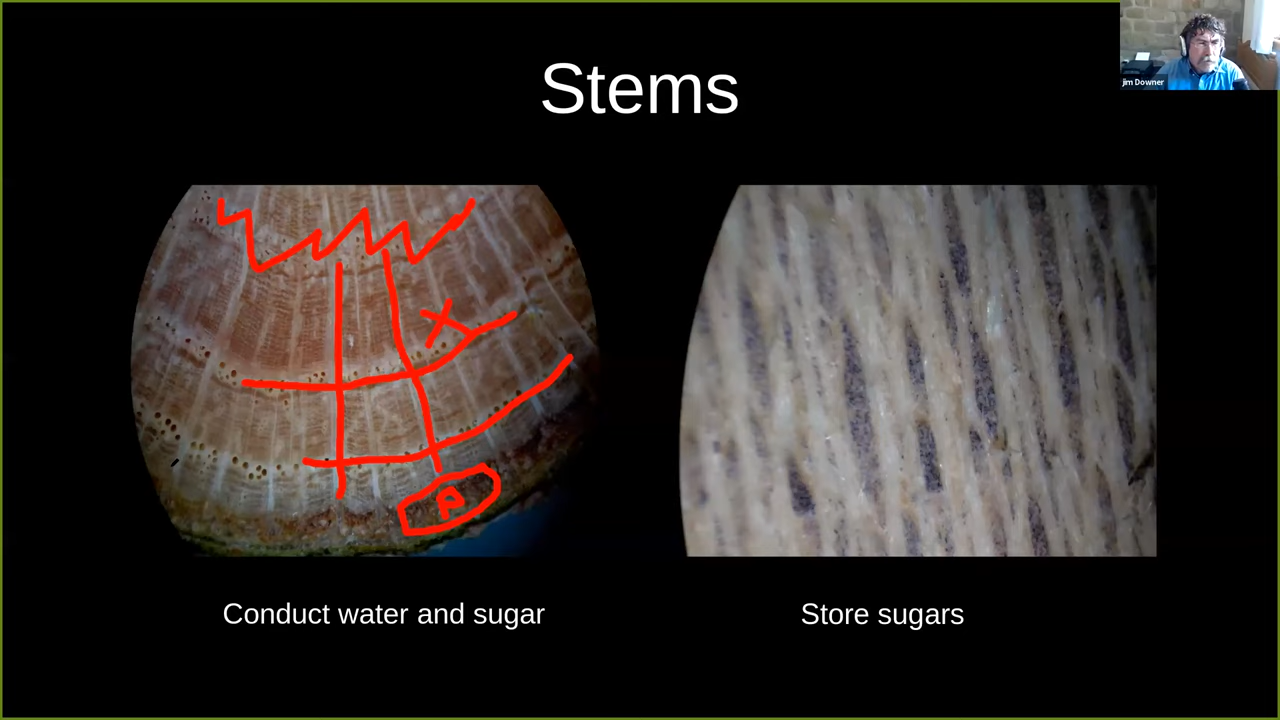 Stems
jim Downer
X
P
Conduct water and sugar
Store sugars